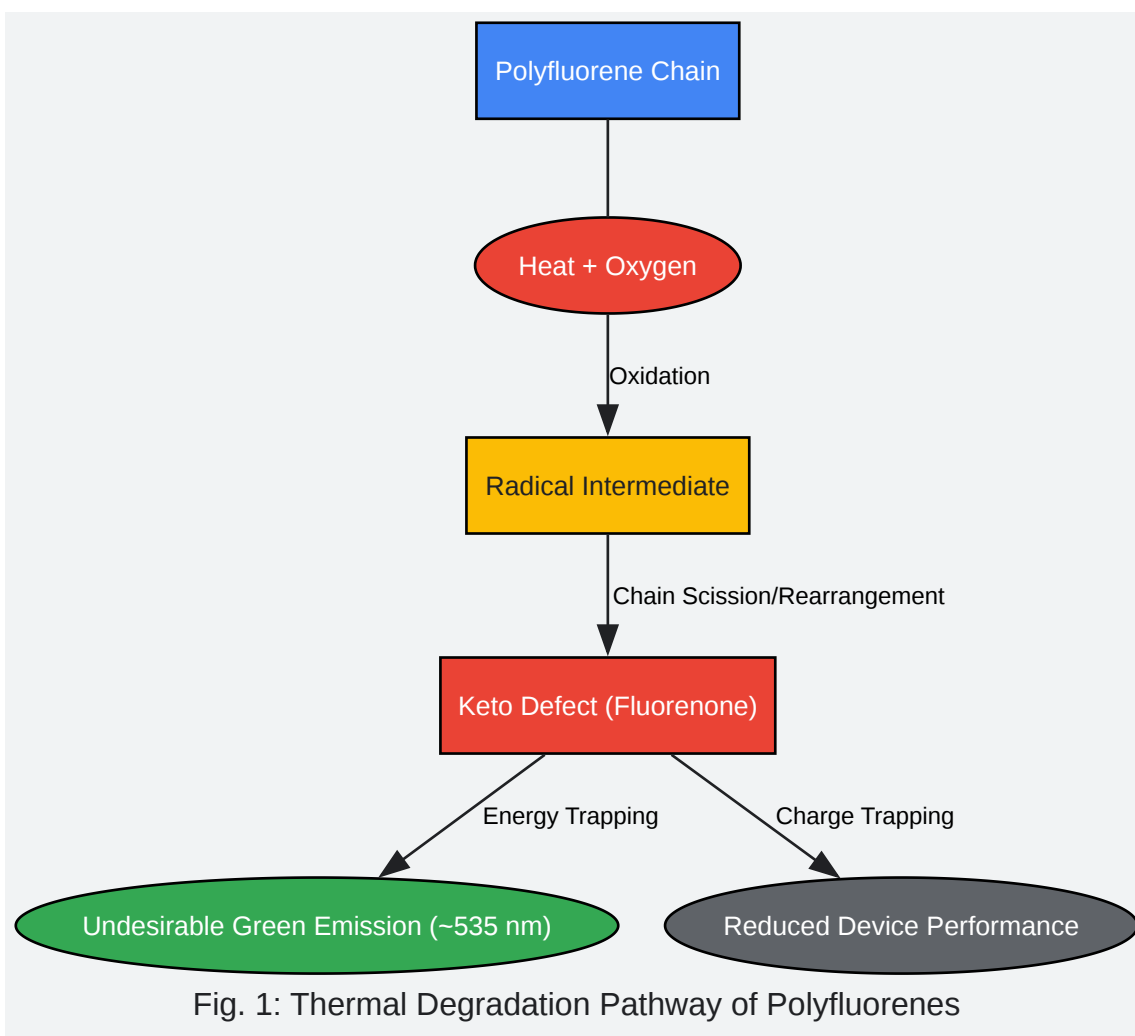 Polyfluorene Chain
Heat + Oxygen
Oxidation
Radical Intermediate
Chain Scission/Rearrangement
Keto Defect (Fluorenone)
Energy Trapping
Charge Trapping
Undesirable Green Emission (~535 nm)
Reduced Device Performance
Fig. 1: Thermal Degradation Pathway of Polyfluorenes